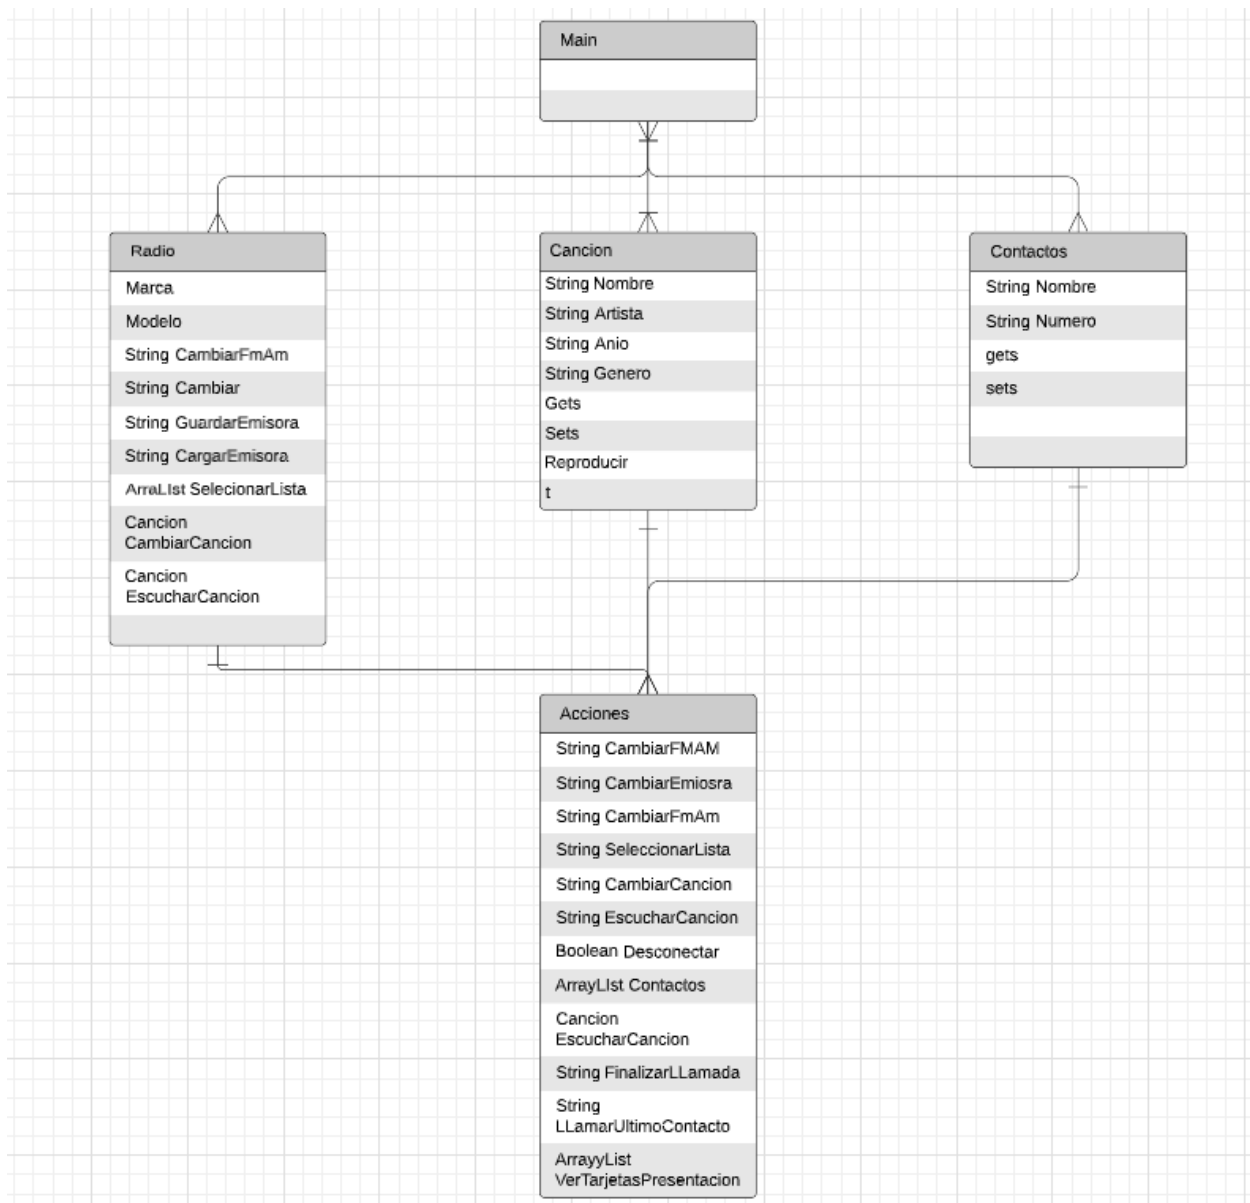 Main
Radio
Marca
Modelo
String CambiarFmAm
String Cambiar
String GuardarEmisora
String CargarEmisora
ArraLIst SelecionarLista
Cancion
CambiarCancion
Cancion
EscucharCancion
Cancion
String Nombre
String Artista
String Anio
String Genero
Gets
Sets
Reproducir
t
Contactos
String Nombre
String Numero
gets
sets
Acciones
String CambiarFMAM
String CambiarEmiosra
String CambiarFmAm
String SeleccionarLista
String CambiarCancion
String EscucharCancion
Boolean Desconectar
ArrayLIst Contactos
Cancion
EscucharCancion
String FinalizarLLamada
String
LLamarUltimoContacto
ArrayyList
VerTarjetasPresentacion